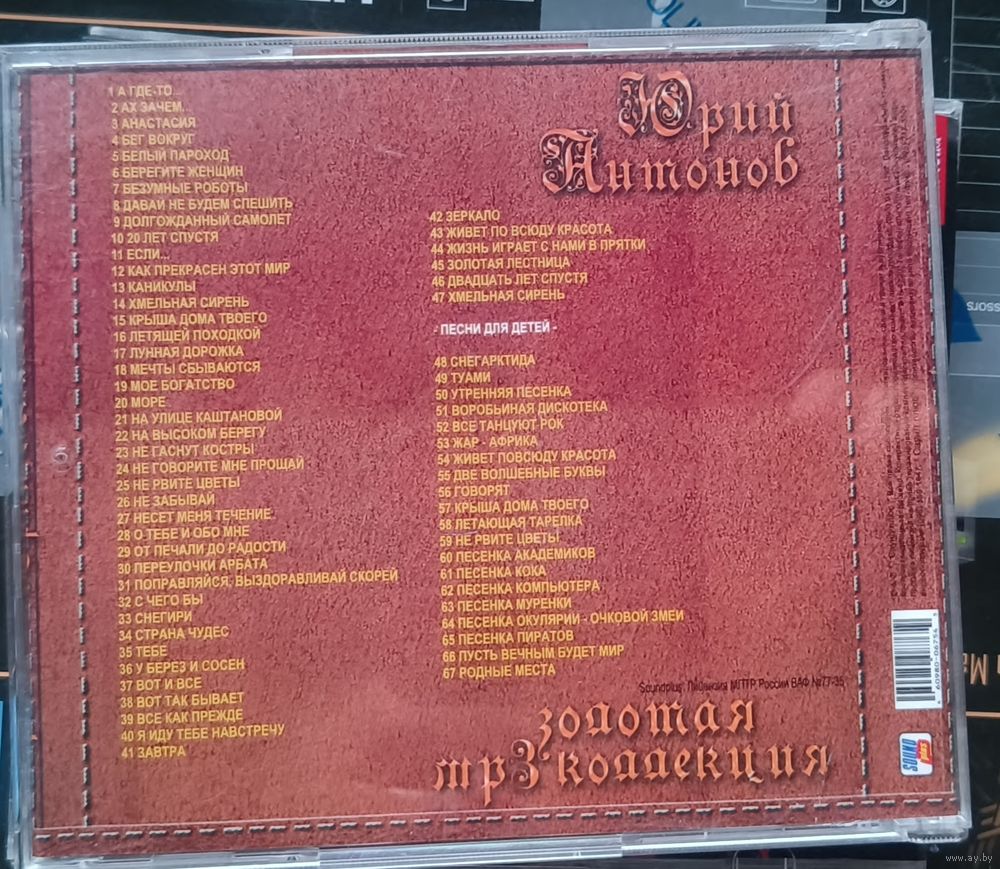 Юрий
Антонов
1 А ГДЕ-ТО...
2 АХ ЗАЧЕМ...
3 АНАСТАСИЯ
4 БЕГ ВОКРУГ
5 БЕЛЫЙ ПАРОХОД
6 БЕРЕГИТЕ ЖЕНЩИН
7 БЕЗУМНЫЕ РОБОТЫ
8 ДАВАЙ НЕ БУДЕМ СПЕШИТЬ
9 ДОЛГОЖДАННЫЙ САМОЛЕТ
10 20 ЛЕТ СПУСТЯ
11 ЕСЛИ...
12 КАК ПРЕКРАСЕН ЭТОТ МИР
13 КАНИКУЛЫ
14 ХМЕЛЬНАЯ СИРЕНЬ
15 КРЫША ДОМА ТВОЕГО
16 ЛЕТЯЩЕЙ ПОХОДКОЙ
17 ЛУННАЯ ДОРОЖКА
18 МЕЧТЫ СБЫВАЮТСЯ
19 МОЕ БОГАТСТВО
20 МОРЕ
21 НА УЛИЦЕ КАШТАНОВОЙ
22 НА ВЫСОКОМ БЕРЕГУ
23 НЕ ГАСНУТ КОСТРЫ
24 НЕ ГОВОРИТЕ МНЕ ПРОЩАЙ
25 НЕ РВИТЕ ЦВЕТЫ
26 НЕ ЗАБЫВАЙ
27 НЕСЕТ МЕНЯ ТЕЧЕНИЕ
28 О ТЕБЕ И ОБО МНЕ
29 ОТ ПЕЧАЛИ ДО РАДОСТИ
30 ПЕРЕУЛОЧКИ АРБАТА
31 ПОПРАВЛЯЙСЯ, ВЫЗДОРАВЛИВАЙ СКОРЕЙ
32 С ЧЕГО БЫ
33 СНЕГИРИ
34 СТРАНА ЧУДЕС
35 ТЕБЕ
36 У БЕРЕЗ И СОСЕН
37 ВОТ И ВСЕ
38 ВОТ ТАК БЫВАЕТ
39 ВСЕ КАК ПРЕЖДЕ
40 Я ИДУ ТЕБЕ НАВСТРЕЧУ
41 ЗАВТРА
42 ЗЕРКАЛО
43 ЖИВЕТ ПО ВСЮДУ КРАСОТА
44 ЖИЗНЬ ИГРАЕТ С НАМИ В ПРЯТКИ
45 ЗОЛОТАЯ ЛЕСТНИЦА
46 ДВАДЦАТЬ ЛЕТ СПУСТЯ
47 ХМЕЛЬНАЯ СИРЕНЬ
- ПЕСНИ ДЛЯ ДЕТЕЙ -
48 СНЕГАРКТИДА
49 ТУАМИ
50 УТРЕННЯЯ ПЕСЕНКА
51 ВОРОБЬИНАЯ ДИСКОТЕКА
52 ВСЕ ТАНЦУЮТ РОК
53 ЖАР - АФРИКА
54 ЖИВЕТ ПОВСЮДУ КРАСОТА
55 ДВЕ ВОЛШЕБНЫЕ БУКВЫ
56 ГОВОРЯТ
57 КРЫША ДОМА ТВОЕГО
58 ЛЕТАЮЩАЯ ТАРЕЛКА
59 НЕ РВИТЕ ЦВЕТЫ
60 ПЕСЕНКА АКАДЕМИКОВ
61 ПЕСЕНКА КОКА
62 ПЕСЕНКА КОМПЬЮТЕРА
63 ПЕСЕНКА МУРЕНКИ
64 ПЕСЕНКА ОКУЛЯРИИ - ОЧКОВОЙ ЗМЕИ
65 ПЕСЕНКА ПИРАТОВ
66 ПУСТЬ ВЕЧНЫМ БУДЕТ МИР
67 РОДНЫЕ МЕСТА
Soundplus, Лицензия МПТР России ВАФ №77-35
золотая
mp3 коллекция
www.ay.by